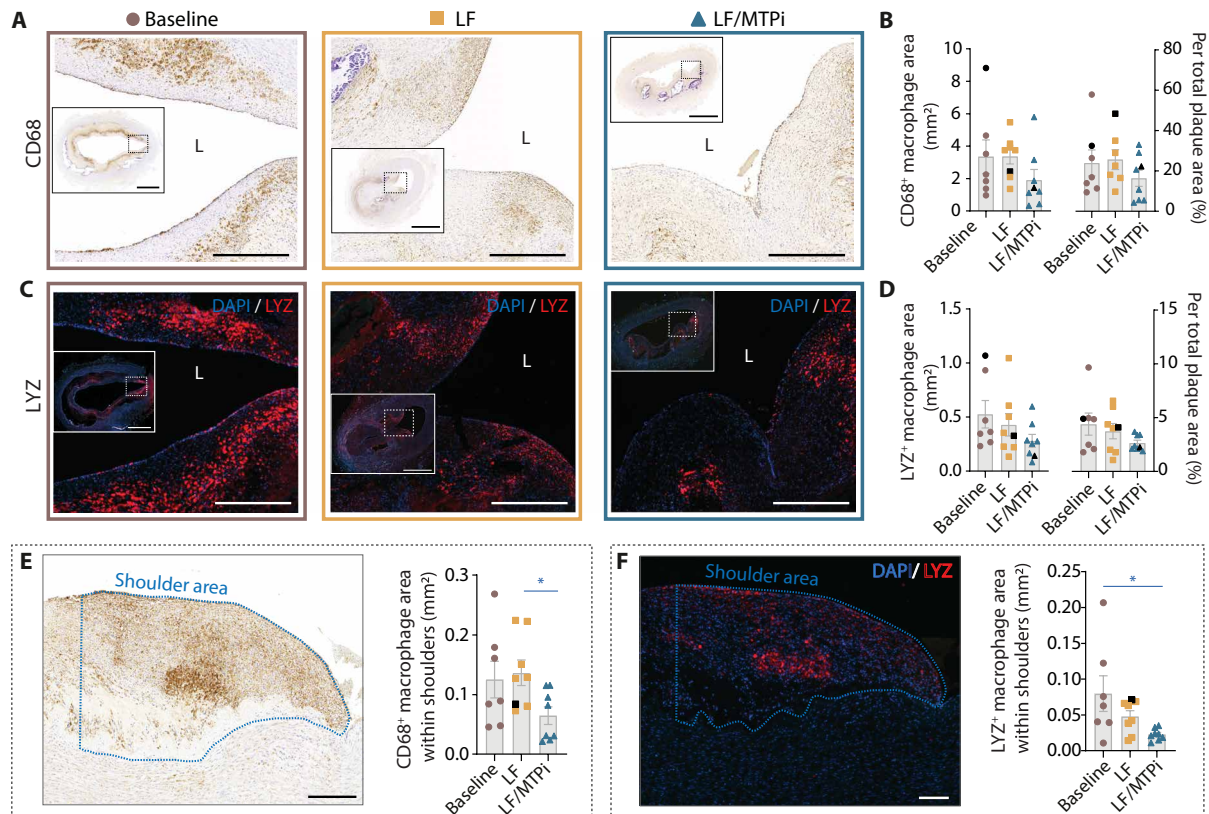 A
Baseline
LF
LF/MTPi
CD68
L
L
L
B
CD68⁺ macrophage area
(mm²)
10
8
6
4
2
0
Per total plaque area (%)
80
60
40
20
0
Baseline
LF
LF/MTPi
Baseline
LF
LF/MTPi
C
LYZ
DAPI / LYZ
L
DAPI / LYZ
L
DAPI / LYZ
L
D
LYZ⁺ macrophage area
(mm²)
1.5
1.0
0.5
0.0
Per total plaque area (%)
15
10
5
0
Baseline
LF
LF/MTPi
Baseline
LF
LF/MTPi
E
Shoulder area
CD68⁺ macrophage area
within shoulders (mm²)
0.3
0.2
0.1
0.0
*
Baseline
LF
LF/MTPi
F
Shoulder area
DAPI/ LYZ
LYZ⁺ macrophage area
within shoulders (mm²)
0.25
0.20
0.15
0.10
0.05
0.00
*
Baseline
LF
LF/MTPi